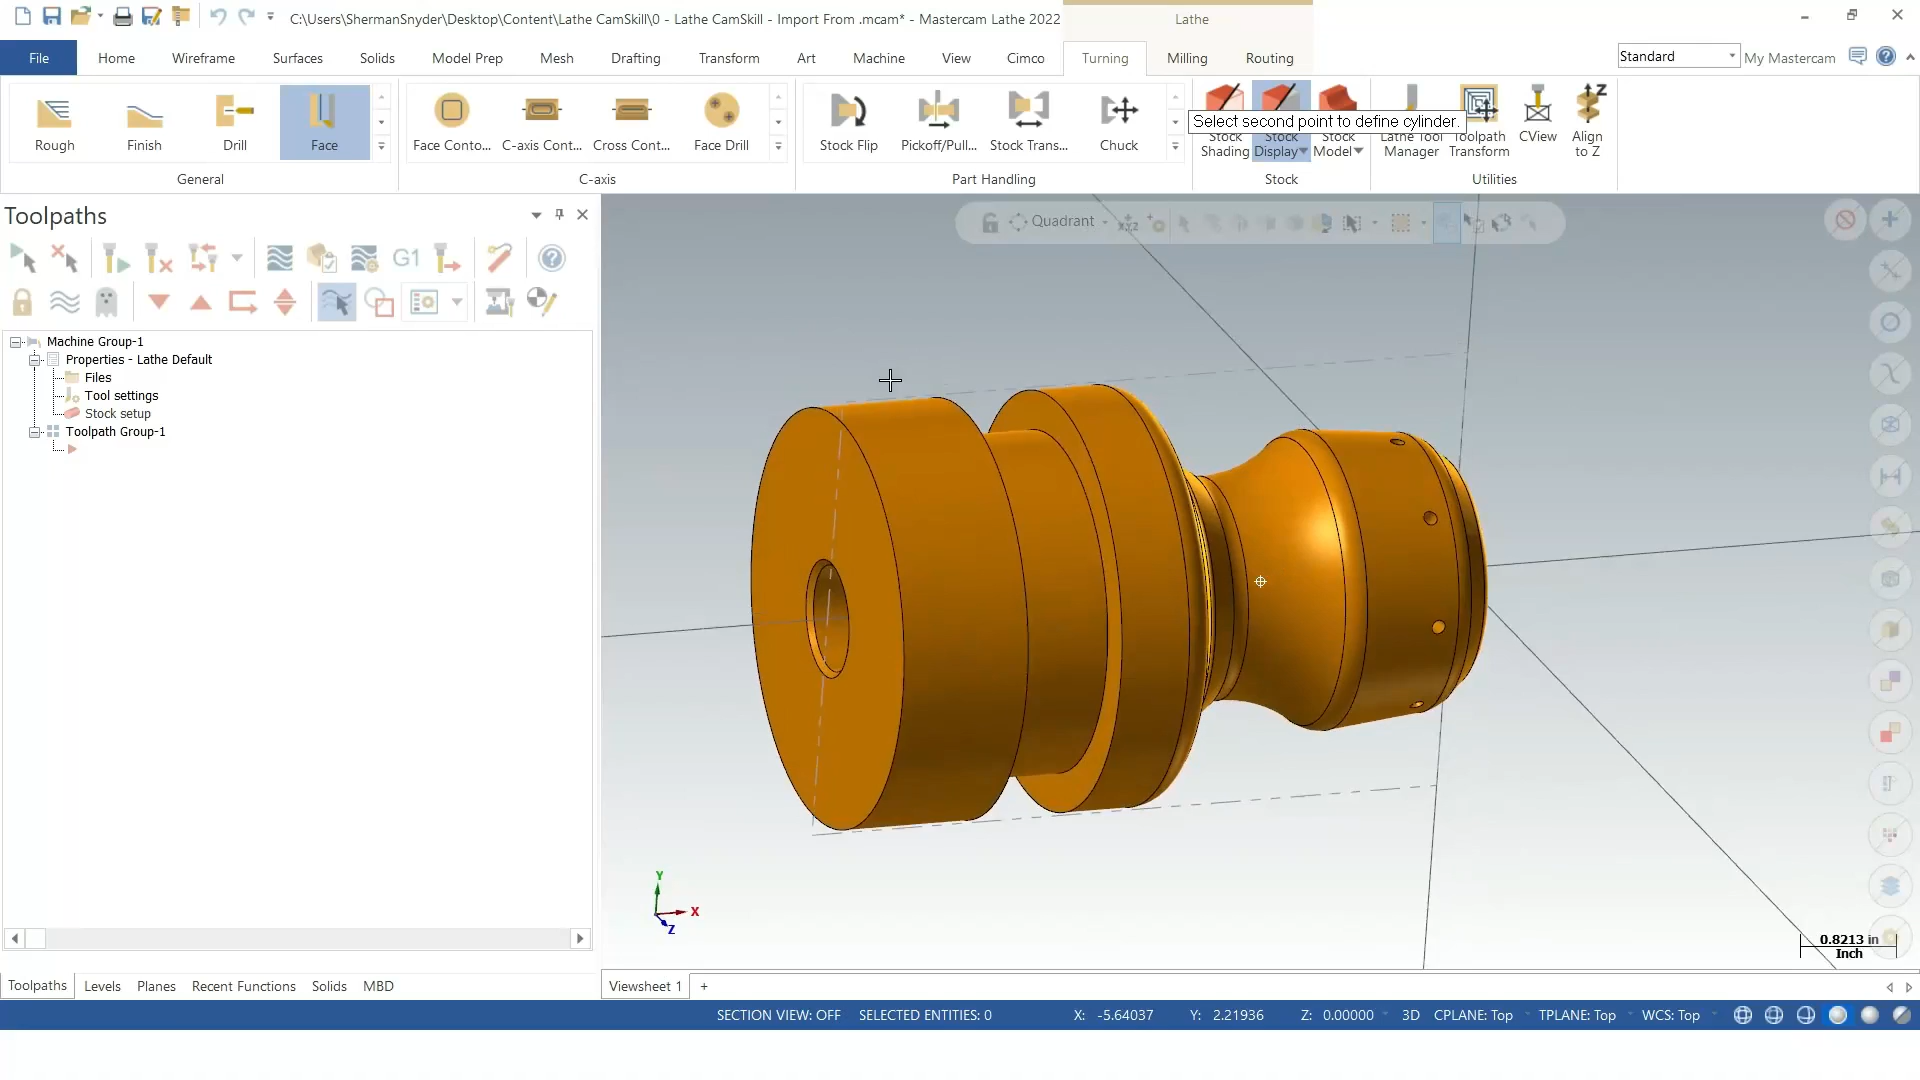 C:\Users\ShermanSnyder\Desktop\Content\Lathe CamSkill\0 - Lathe CamSkill - Import From .mcam* - Mastercam Lathe 2022
Lathe
File Home Wireframe Surfaces Solids Model Prep Mesh Drafting Transform Art Machine View Cimco Turning Milling Routing
Standard My Mastercam
Rough Finish Drill Face
General
Face Conto... C-axis Cont... Cross Cont... Face Drill
C-axis
Stock Flip Pickoff/Pull... Stock Trans... Chuck
Part Handling
Select second point to define cylinder.
Stock Shading Stock Display Stock Model
Stock
Lathe Tool Manager Toolpath Transform CView Align to Z
Utilities
Toolpaths
G1
Quadrant
XYZ
Machine Group-1
Properties - Lathe Default
Files
Tool settings
Stock setup
Toolpath Group-1
Y
X
Z
0.8213 in
Inch
Toolpaths Levels Planes Recent Functions Solids MBD
Viewsheet 1 +
SECTION VIEW: OFF SELECTED ENTITIES: 0 X: -5.64037 Y: 2.21936 Z: 0.00000 3D CPLANE: Top TPLANE: Top WCS: Top